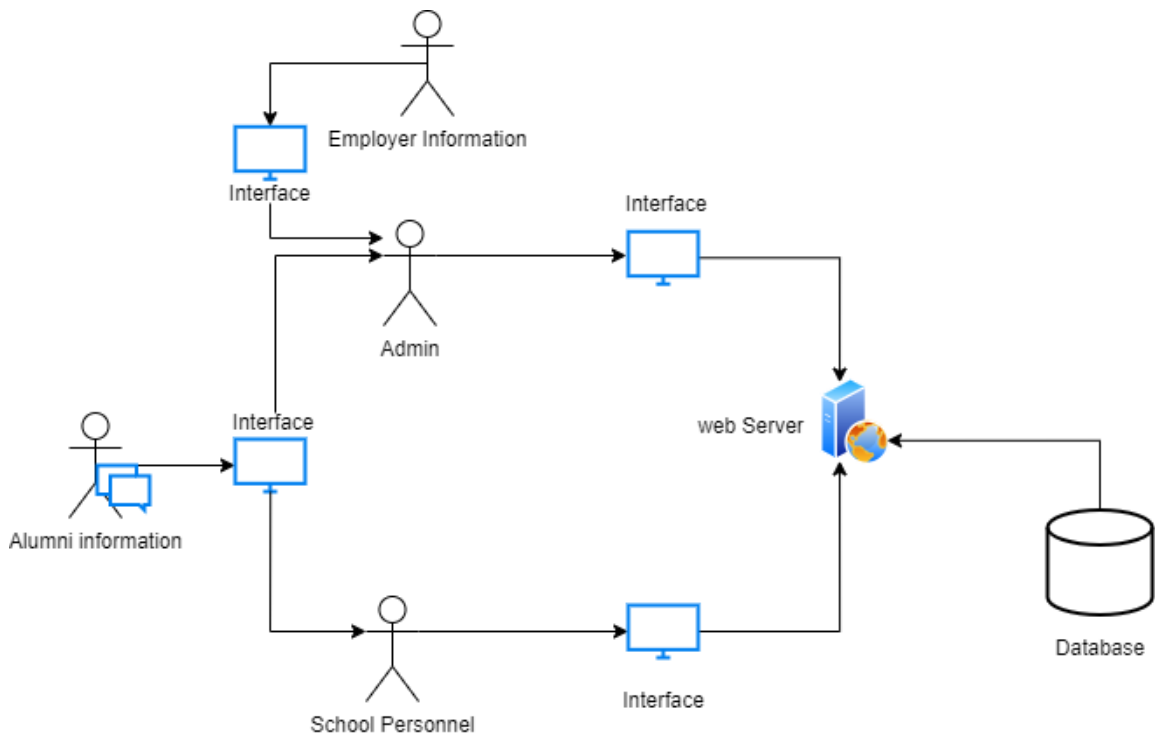 Employer Information
Interface
Interface
Admin
Interface
web Server
Alumni information
Database
Interface
School Personnel